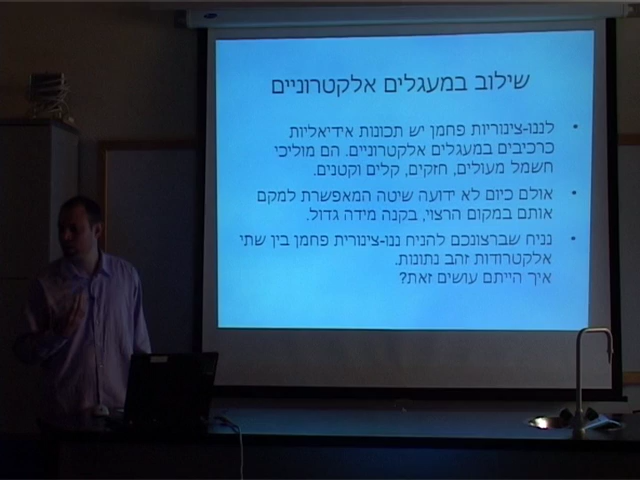 שילוב במעגלים אלקטרוניים
לננו-צינוריות פחמן יש תכונות אידיאליות
כרכיבים במעגלים אלקטרוניים. הם מוליכי
חשמל מעולים, חזקים, קלים וקטנים.
אולם כיום לא ידועה שיטה המאפשרת למקם
אותם במקום הרצוי, בקנה מידה גדול.
נניח שברצונכם להניח ננו-צינורית פחמן בין שתי
אלקטרודות זהב נתונות.
איך הייתם עושים זאת?